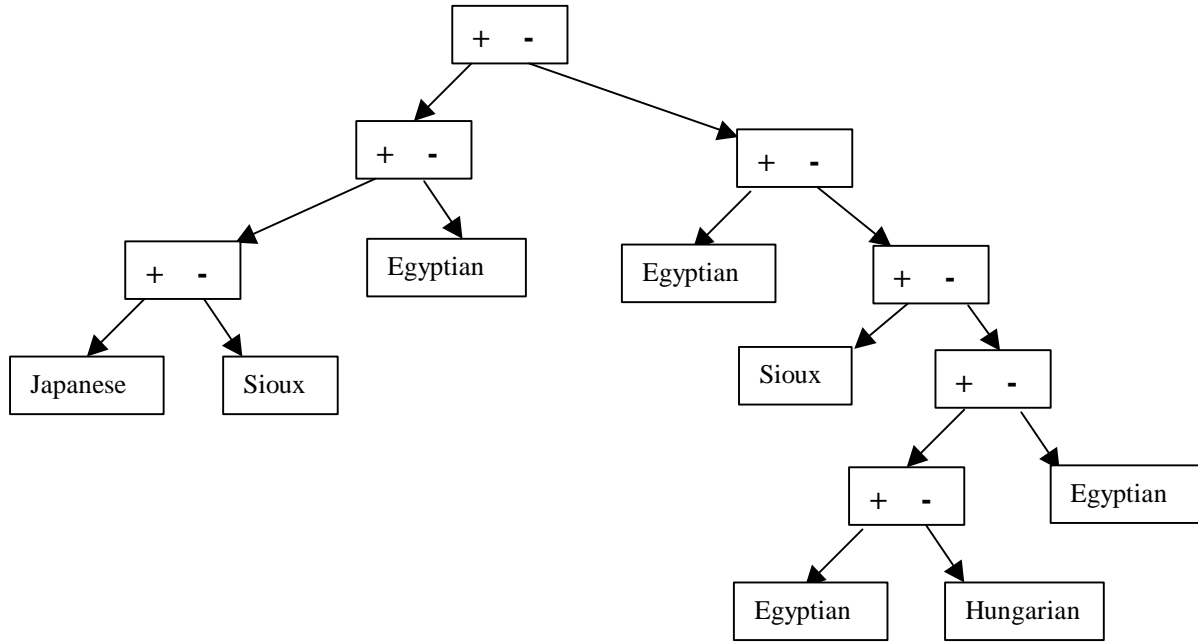 + -
+ -
+ -
+ -
Egyptian
Egyptian
+ -
Japanese
Sioux
Sioux
+ -
+ -
Egyptian
Egyptian
Hungarian